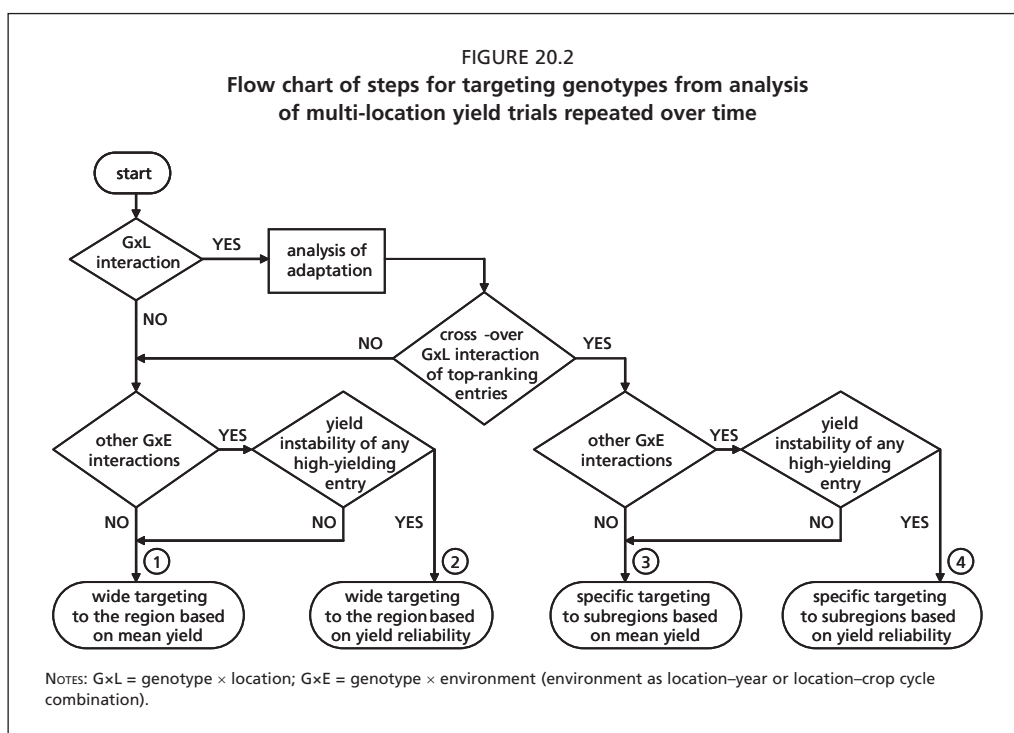 FIGURE 20.2
Flow chart of steps for targeting genotypes from analysis
of multi-location yield trials repeated over time
start
GxL
interaction
YES
analysis of
adaptation
NO
cross -over
GxL interaction
of top-ranking
entries
NO
YES
other GxE
interactions
YES
yield
instability of any
high-yielding
entry
other GxE
interactions
YES
yield
instability of any
high-yielding
entry
NO
NO
YES
NO
NO
YES
1
2
3
4
wide targeting
to the region based
on mean yield
wide targeting
to the region based
on yield reliability
specific targeting
to subregions based
on mean yield
specific targeting
to subregions based
on yield reliability
NOTES: G×L = genotype × location; G×E = genotype × environment (environment as location–year or location–crop cycle
combination).